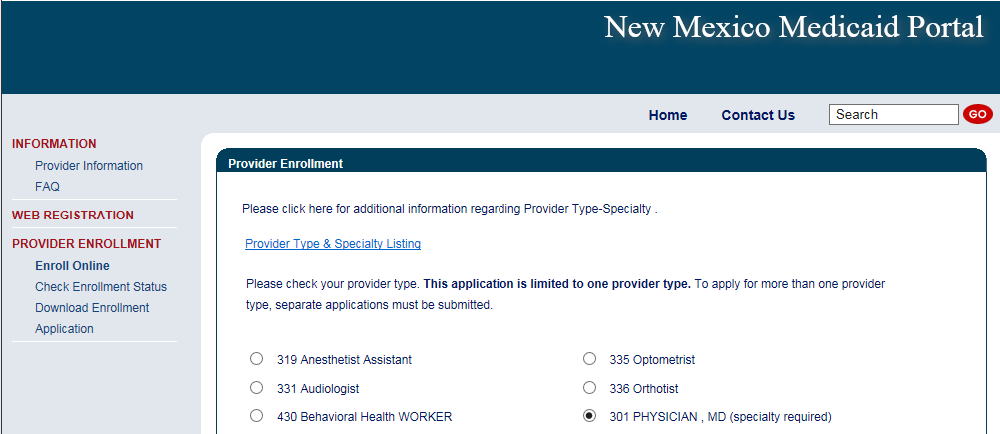 New Mexico Medicaid Portal
Home
Contact Us
Search
GO
INFORMATION
Provider Information
FAQ
WEB REGISTRATION
PROVIDER ENROLLMENT
Enroll Online
Check Enrollment Status
Download Enrollment
Application
Provider Enrollment
Please click here for additional information regarding Provider Type-Specialty .
Provider Type & Specialty Listing
Please check your provider type. This application is limited to one provider type. To apply for more than one provider
type, separate applications must be submitted.
319 Anesthetist Assistant
335 Optometrist
331 Audiologist
336 Orthotist
430 Behavioral Health WORKER
301 PHYSICIAN , MD (specialty required)